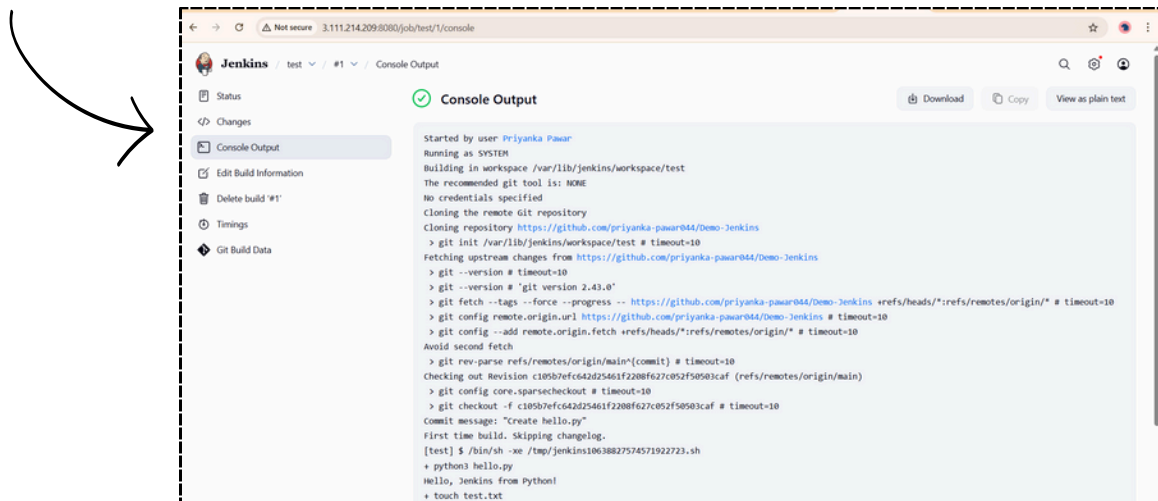 Not secure 3.111.214.209:8080/job/test/1/console
Jenkins / test / #1 / Console Output
Status
Changes
Console Output
Edit Build Information
Delete build '#1'
Timings
Git Build Data
Console Output
Download
Copy
View as plain text
Started by user Priyanka Pawar
Running as SYSTEM
Building in workspace /var/lib/jenkins/workspace/test
The recommended git tool is: NONE
No credentials specified
Cloning the remote Git repository
Cloning repository https://github.com/priyanka-pawar044/Demo-Jenkins
> git init /var/lib/jenkins/workspace/test # timeout=10
Fetching upstream changes from https://github.com/priyanka-pawar044/Demo-Jenkins
> git --version # timeout=10
> git --version # 'git version 2.43.0'
> git fetch --tags --force --progress -- https://github.com/priyanka-pawar044/Demo-Jenkins +refs/heads/*:refs/remotes/origin/* # timeout=10
> git config remote.origin.url https://github.com/priyanka-pawar044/Demo-Jenkins # timeout=10
> git config --add remote.origin.fetch +refs/heads/*:refs/remotes/origin/* # timeout=10
Avoid second fetch
> git rev-parse refs/remotes/origin/main^{commit} # timeout=10
Checking out Revision c105b7efc642d25461f2208f627c052f50503caf (refs/remotes/origin/main)
> git config core.sparsecheckout # timeout=10
> git checkout -f c105b7efc642d25461f2208f627c052f50503caf # timeout=10
Commit message: "Create hello.py"
First time build. Skipping changelog.
[test] $ /bin/sh -xe /tmp/jenkins10638827574571922723.sh
+ python3 hello.py
Hello, Jenkins from Python!
+ touch test.txt